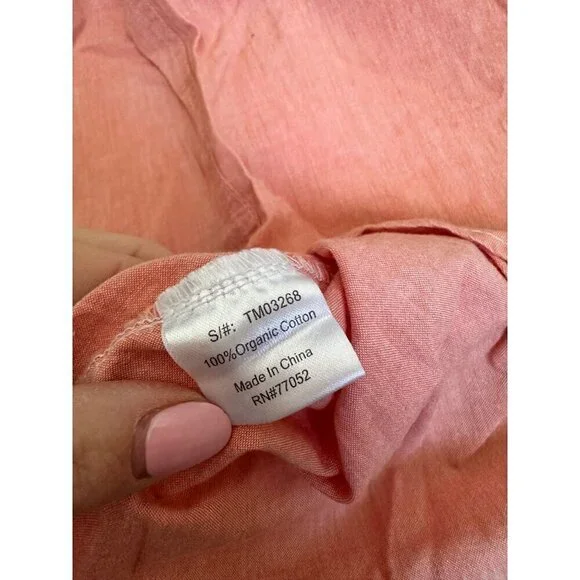 S/#: TM03268
100%Organic Cotton
Made In China
RN#77052